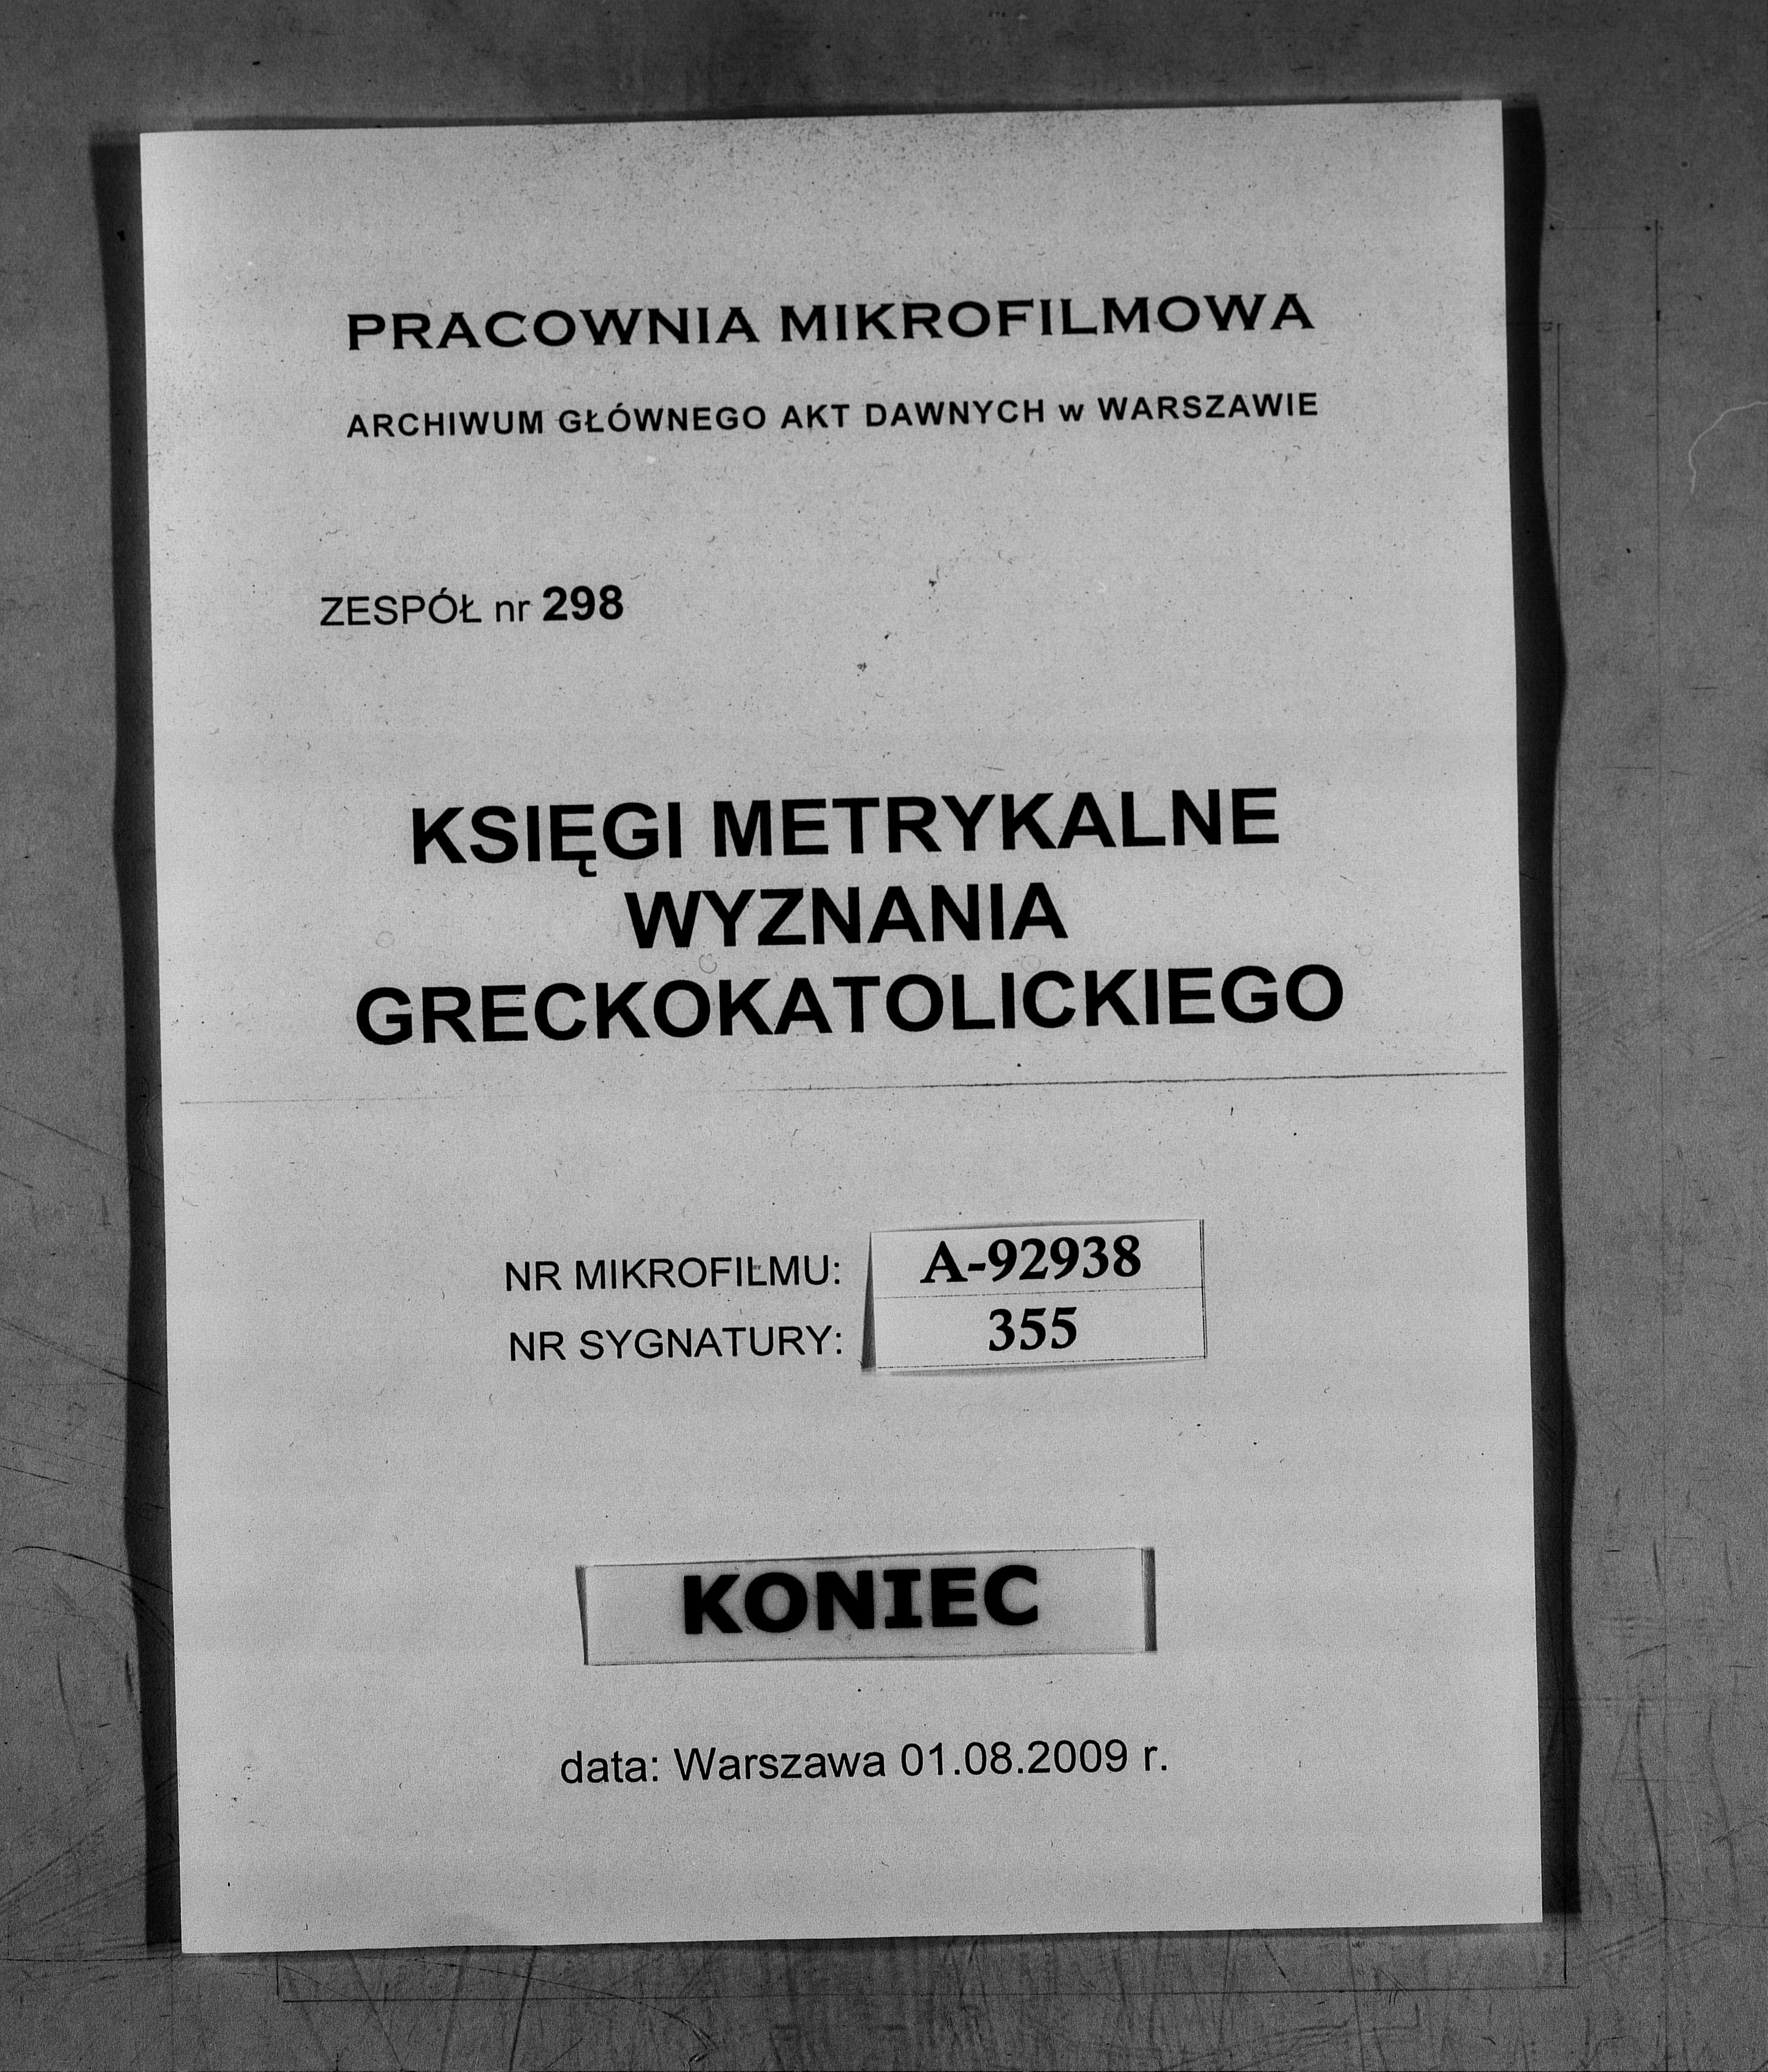 PRACOWNIA MIKROFILMOWA
ARCHIWUM GŁÓWNEGO AKT DAWNYCH w WARSZAWIE
ZESPÓŁ nr 298
KSIĘGI METRYKALNE
WYZNANIA
GRECKOKATOLICKIEGO
NR MIKROFILMU: A-92938
NR SYGNATURY: 355
KONIEC
data: Warszawa 01.08.2009 r.